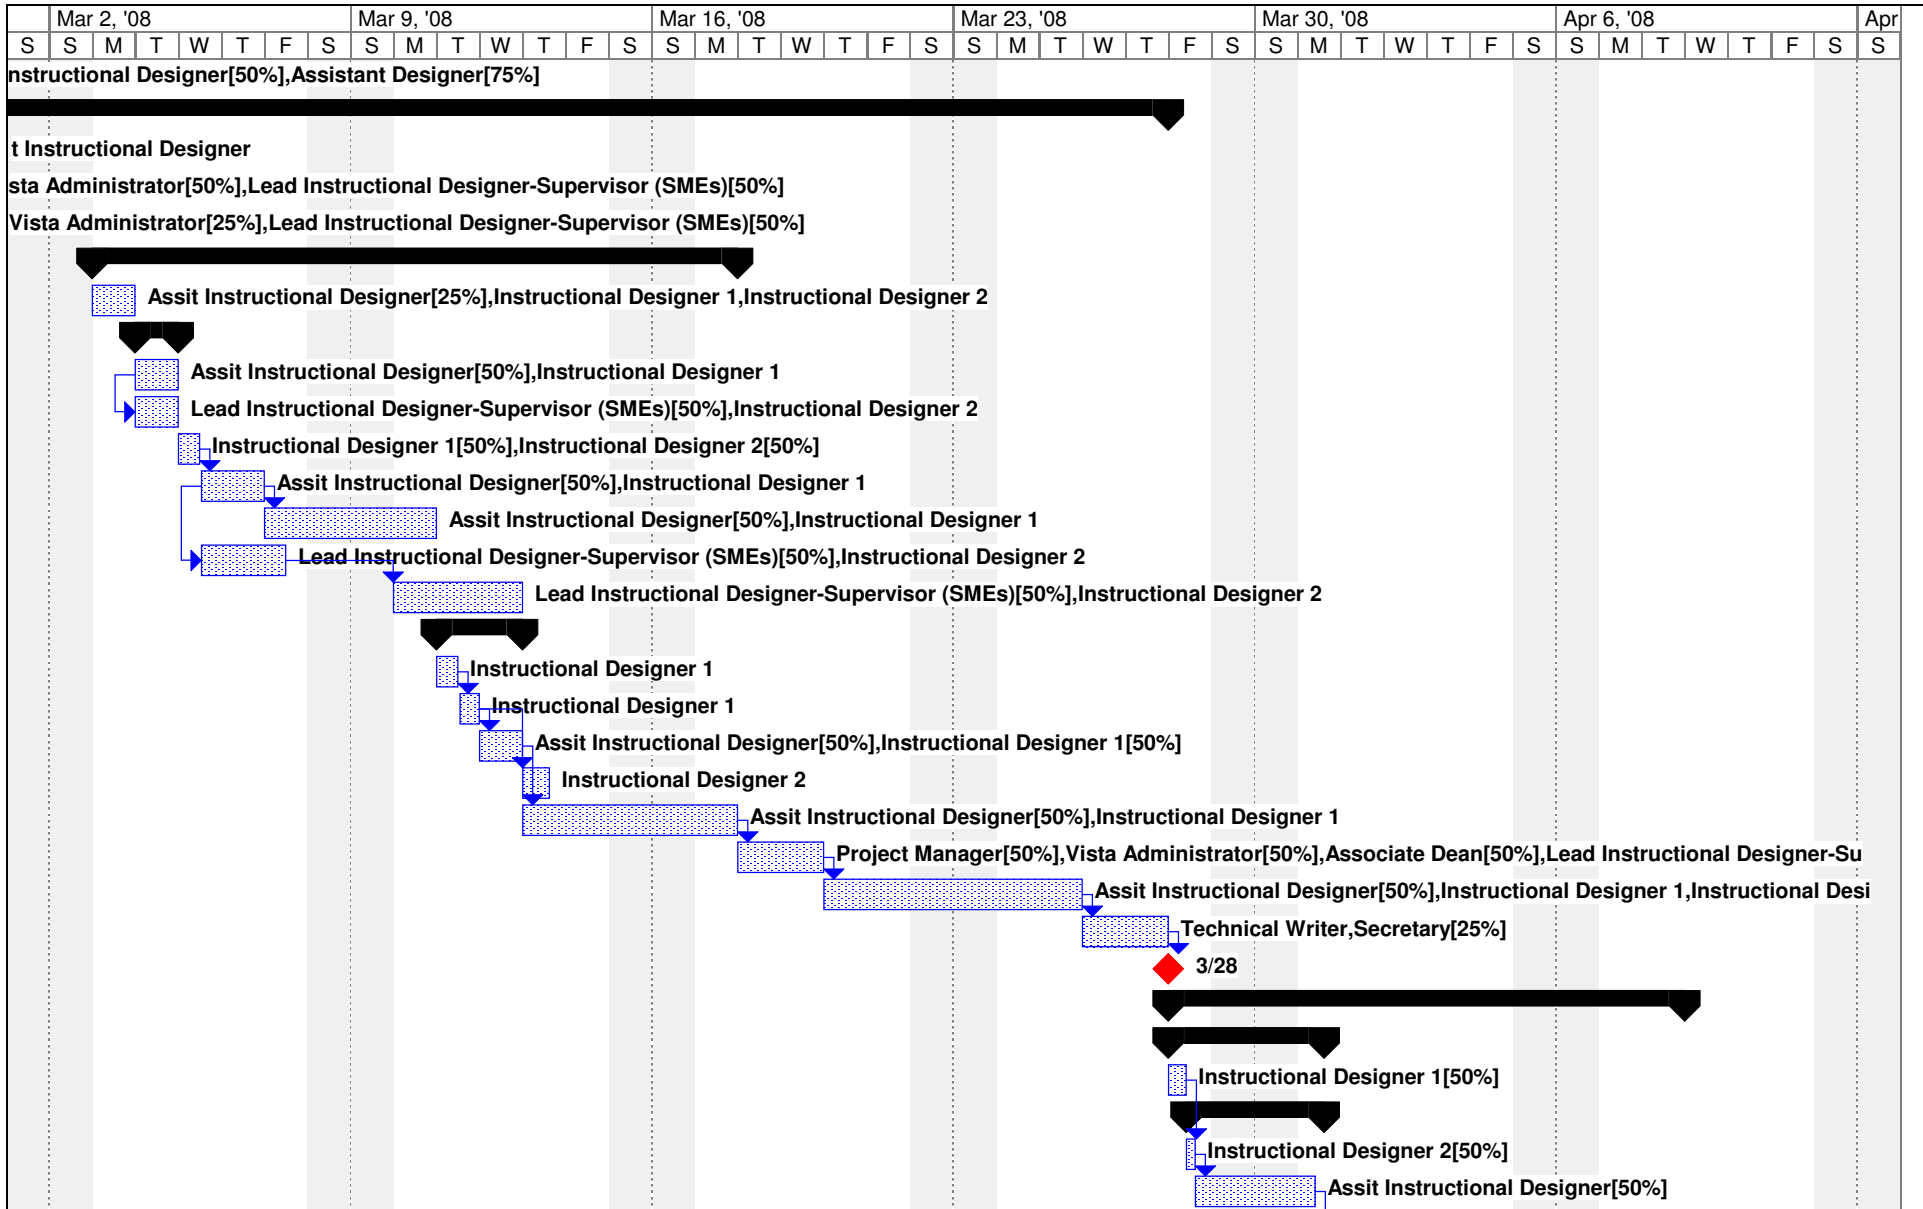 Mar 2, '08 Mar 9, '08 Mar 16, '08 Mar 23, '08 Mar 30, '08 Apr 6, '08 Apr
S S M T W T F S S M T W T F S S M T W T F S S M T W T F S S M T W T F S S M T W T F S S
nstructional Designer[50%],Assistant Designer[75%]
t Instructional Designer
sta Administrator[50%],Lead Instructional Designer-Supervisor (SMEs)[50%]
Vista Administrator[25%],Lead Instructional Designer-Supervisor (SMEs)[50%]
Assit Instructional Designer[25%],Instructional Designer 1,Instructional Designer 2
Assit Instructional Designer[50%],Instructional Designer 1
Lead Instructional Designer-Supervisor (SMEs)[50%],Instructional Designer 2
Instructional Designer 1[50%],Instructional Designer 2[50%]
Assit Instructional Designer[50%],Instructional Designer 1
Assit Instructional Designer[50%],Instructional Designer 1
Lead Instructional Designer-Supervisor (SMEs)[50%],Instructional Designer 2
Lead Instructional Designer-Supervisor (SMEs)[50%],Instructional Designer 2
Instructional Designer 1
Instructional Designer 1
Assit Instructional Designer[50%],Instructional Designer 1[50%]
Instructional Designer 2
Assit Instructional Designer[50%],Instructional Designer 1
Project Manager[50%],Vista Administrator[50%],Associate Dean[50%],Lead Instructional Designer-Su
Assit Instructional Designer[50%],Instructional Designer 1,Instructional Desi
Technical Writer,Secretary[25%]
3/28
Instructional Designer 1[50%]
Instructional Designer 2[50%]
Assit Instructional Designer[50%]